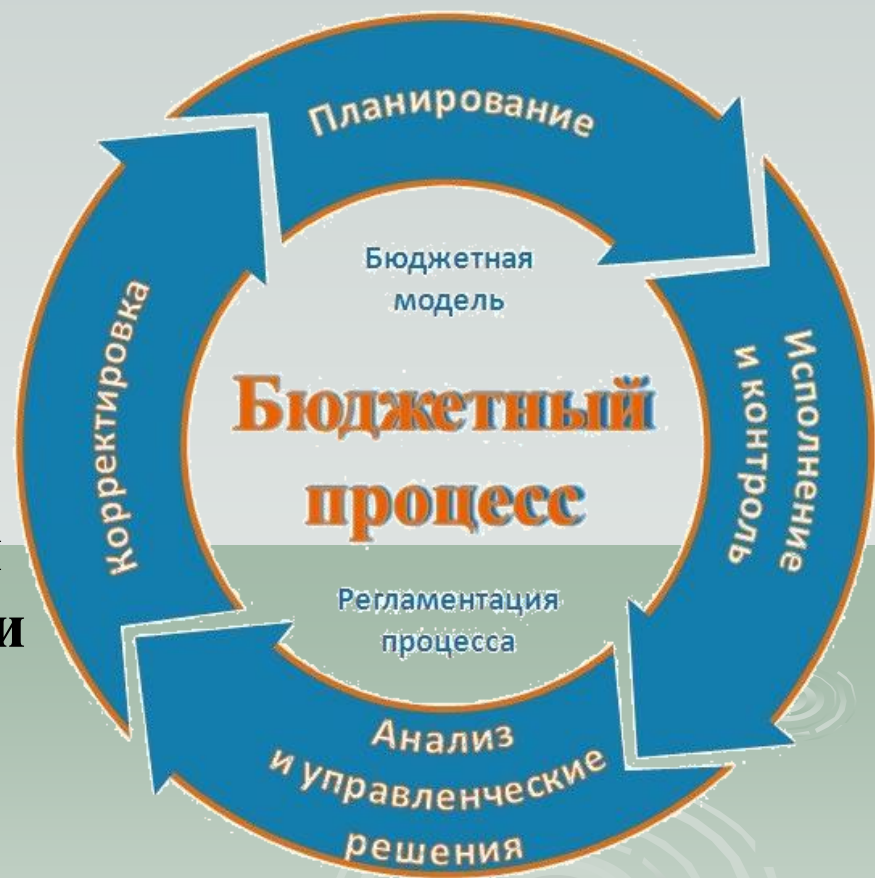 Планирование
Бюджетная
модель
Бюджетный
процесс
Регламентация
процесса
Исполнение
и контроль
Анализ
и управленческие
решения
Корректировка
и